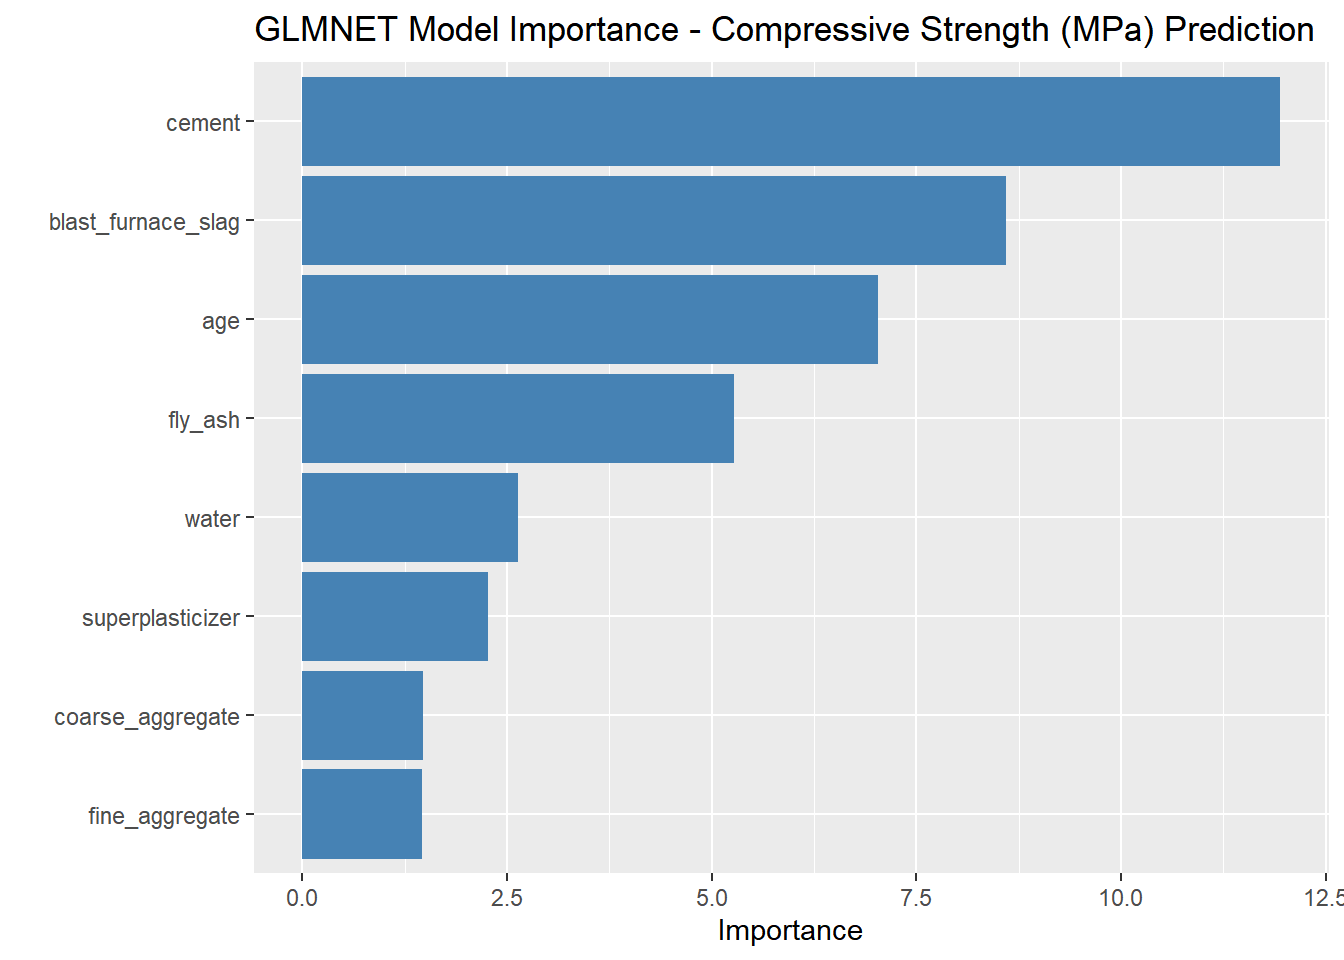 GLMNET Model Importance - Compressive Strength (MPa) Prediction
cement
blast_furnace_slag
age
fly_ash
water
superplasticizer
coarse_aggregate
fine_aggregate
0.0 2.5 5.0 7.5 10.0 12.5
Importance